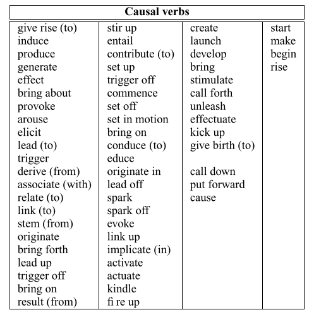 Causal verbs
give rise (to) stir up create start
induce entail launch make
produce contribute (to) develop begin
generate set up bring rise
effect trigger off stimulate
bring about commence call forth
provoke set off unleash
arouse set in motion effectuate
elicit bring on kick up
lead (to) conduce (to) give birth (to)
trigger educe
derive (from) originate in call down
associate (with) lead off put forward
relate (to) spark cause
link (to) spark off
stem (from) evoke
originate link up
bring forth implicate (in)
lead up activate
trigger off actuate
bring on kindle
result (from) fi re up